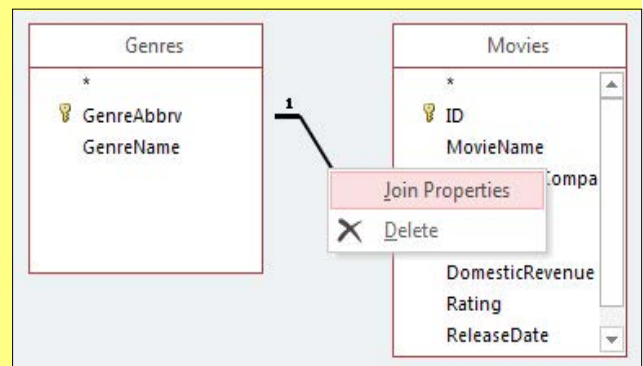 Genres
*
GenreAbbrv
GenreName
1
Movies
*
ID
MovieName
Compa
DomesticRevenue
Rating
ReleaseDate
Join Properties
Delete